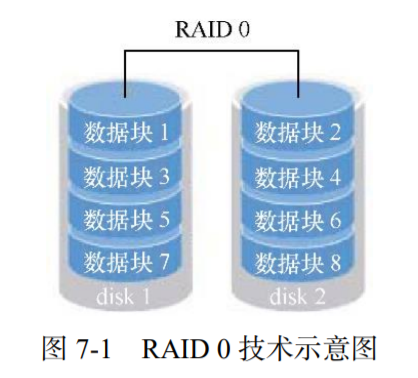 RAID 0
数据块 1
数据块 2
数据块 3
数据块 4
数据块 5
数据块 6
数据块 7
数据块 8
disk 1
disk 2
图 7-1 RAID 0 技术示意图